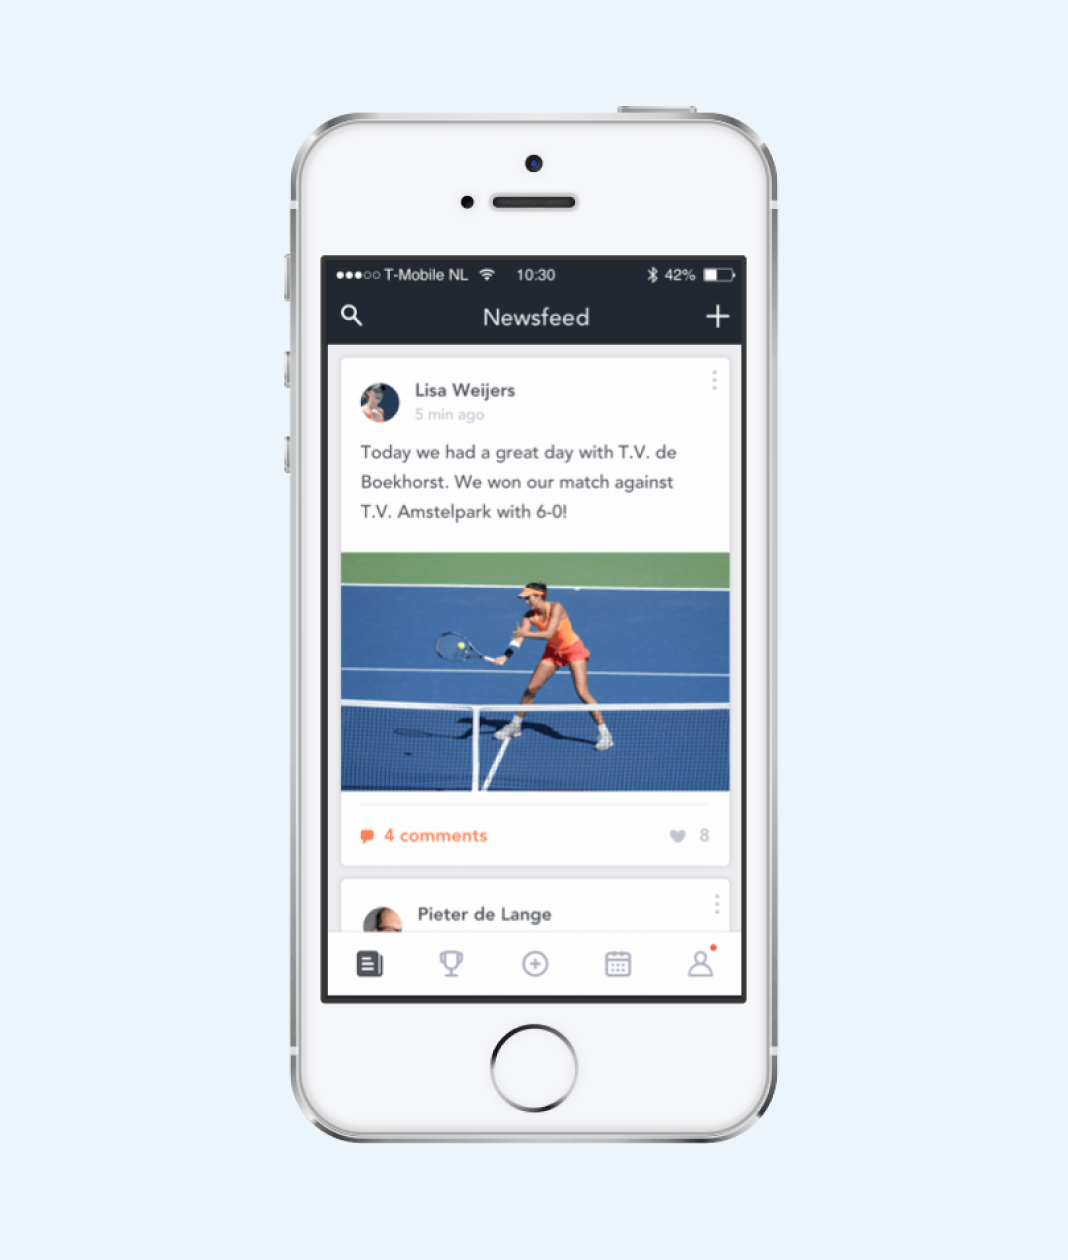 T-Mobile NL 10:30 42%
Newsfeed
Lisa Weijers
5 min ago
Today we had a great day with T.V. de
Boekhorst. We won our match against
T.V. Amstelpark with 6-0!
4 comments 8
Pieter de Lange